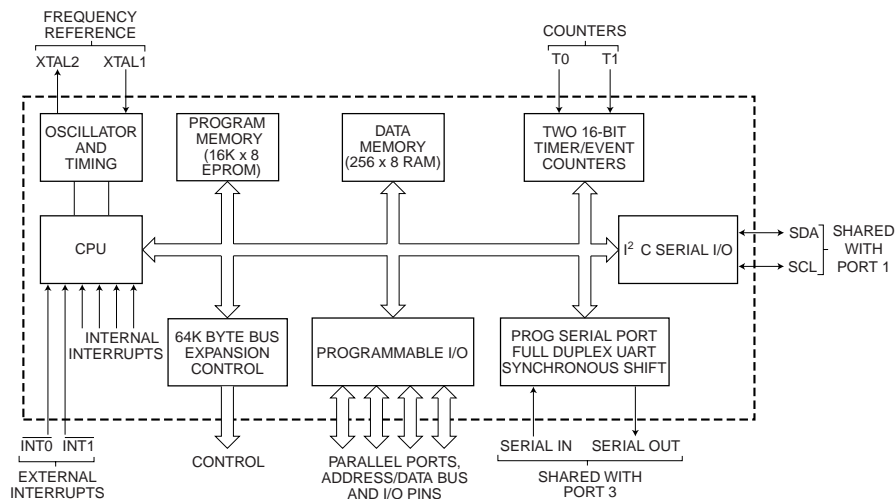 FREQUENCY
REFERENCE
XTAL2 XTAL1
COUNTERS
T0 T1
OSCILLATOR
AND
TIMING
PROGRAM
MEMORY
(16K x 8
EPROM)
DATA
MEMORY
(256 x 8 RAM)
TWO 16-BIT
TIMER/EVENT
COUNTERS
CPU
I² C SERIAL I/O
SDA
SCL
SHARED
WITH
PORT 1
INTERNAL
INTERRUPTS
64K BYTE BUS
EXPANSION
CONTROL
PROGRAMMABLE I/O
PROG SERIAL PORT
FULL DUPLEX UART
SYNCHRONOUS SHIFT
INT0 INT1
EXTERNAL
INTERRUPTS
CONTROL
PARALLEL PORTS,
ADDRESS/DATA BUS
AND I/O PINS
SERIAL IN SERIAL OUT
SHARED WITH
PORT 3